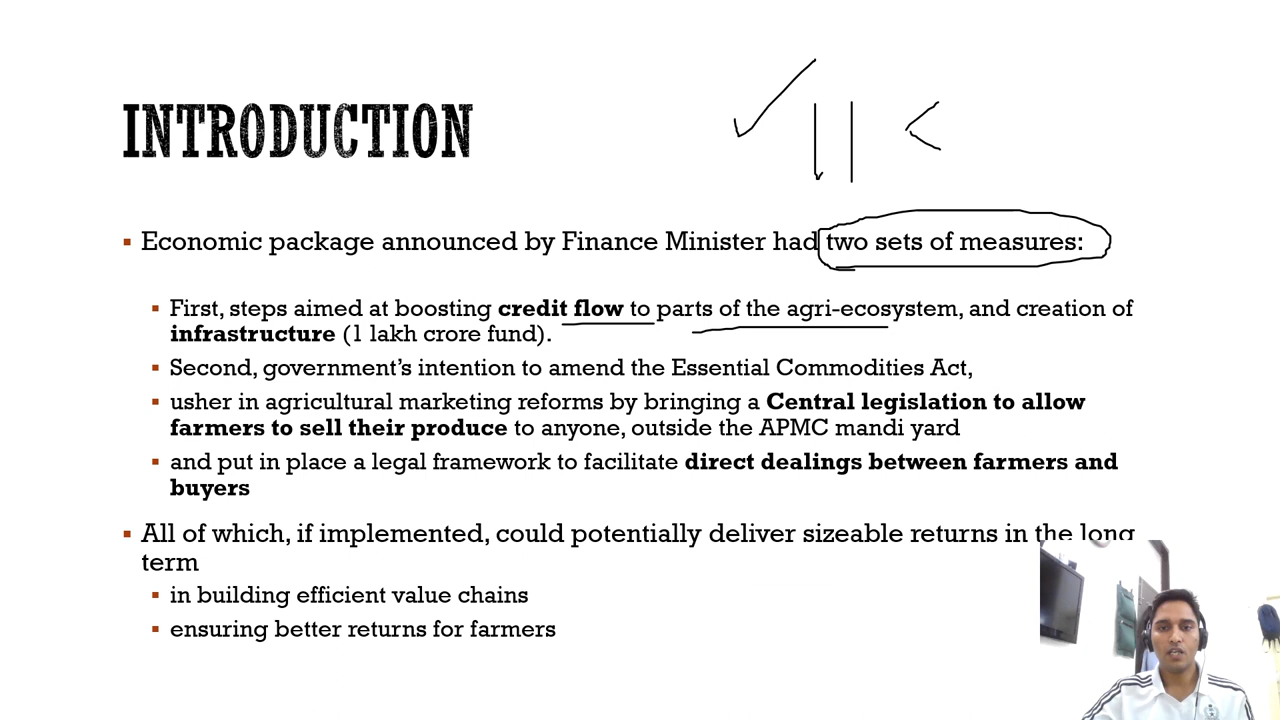 INTRODUCTION
▪ Economic package announced by Finance Minister had two sets of measures:
▪ First, steps aimed at boosting credit flow to parts of the agri-ecosystem, and creation of
infrastructure (1 lakh crore fund).
▪ Second, government’s intention to amend the Essential Commodities Act,
▪ usher in agricultural marketing reforms by bringing a Central legislation to allow
farmers to sell their produce to anyone, outside the APMC mandi yard
▪ and put in place a legal framework to facilitate direct dealings between farmers and
buyers
▪ All of which, if implemented, could potentially deliver sizeable returns in the long
term
▪ in building efficient value chains
▪ ensuring better returns for farmers